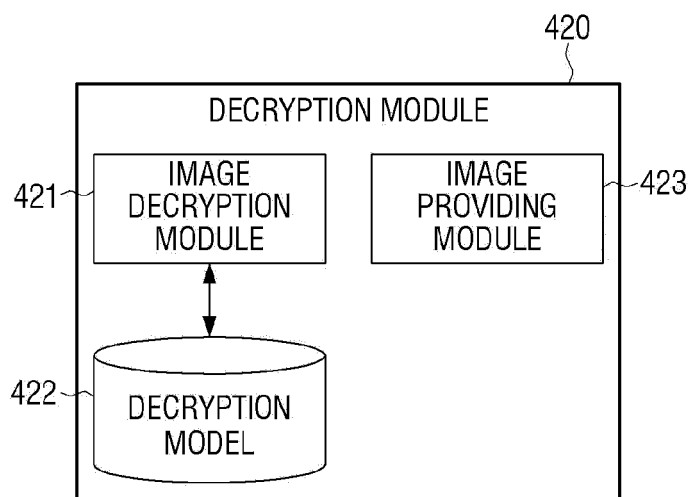 420
DECRYPTION MODULE
421
IMAGE
DECRYPTION
MODULE
IMAGE
PROVIDING
MODULE
423
422
DECRYPTION
MODEL